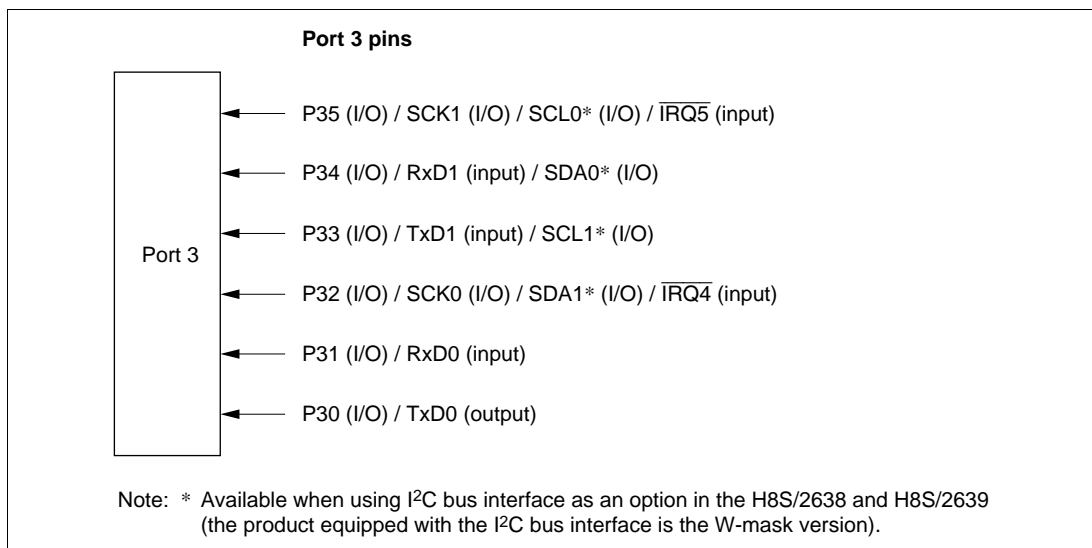 Port 3 pins
Port 3
P35 (I/O) / SCK1 (I/O) / SCL0* (I/O) / I̅R̅Q̅5̅ (input)
P34 (I/O) / RxD1 (input) / SDA0* (I/O)
P33 (I/O) / TxD1 (input) / SCL1* (I/O)
P32 (I/O) / SCK0 (I/O) / SDA1* (I/O) / I̅R̅Q̅4̅ (input)
P31 (I/O) / RxD0 (input)
P30 (I/O) / TxD0 (output)
Note: * Available when using I²C bus interface as an option in the H8S/2638 and H8S/2639
(the product equipped with the I²C bus interface is the W-mask version).